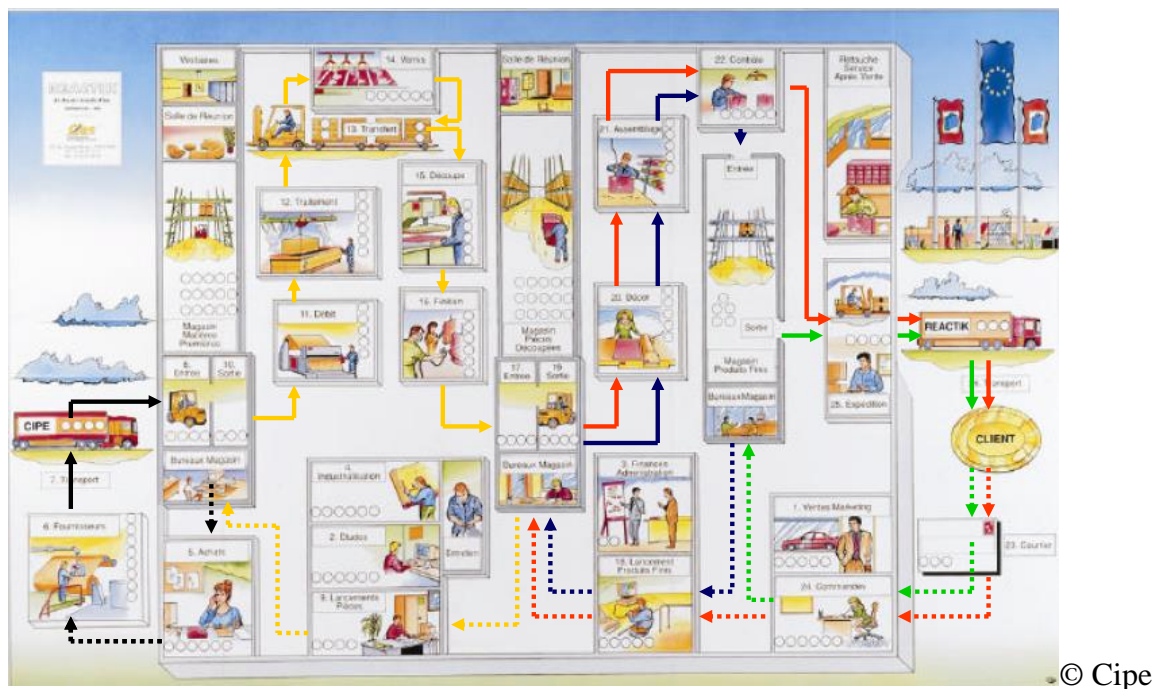 REACTIK
Vestiaires
Salle de Réunion
Magasin
Matières
Premières
8.
Entrée
10.
Sortie
Bureaux Magasin
CIPE
7. Transport
6. Fournisseurs
5. Achats
14. Vernis
13. Transfert
12. Traitement
11. Débit
15. Découpe
16. Finition
Salle de Réunion
Magasin
Pièces
Découpées
17.
Entrée
19.
Sortie
Bureaux Magasin
4.
Industrialisation
2. Etudes
9. Lancements
Pièces
Entretien
21. Assemblage
20. Décor
3. Finances
Administration
18. Lancement
Produits Finis
22. Contrôle
Entrée
Sortie
Magasin
Produits Finis
Bureaux Magasin
Retouche
Service
Après Vente
25. Expédition
1. Ventes Marketing
24. Commandes
REACTIK
Transport
CLIENT
23. Courrier
© Cipe